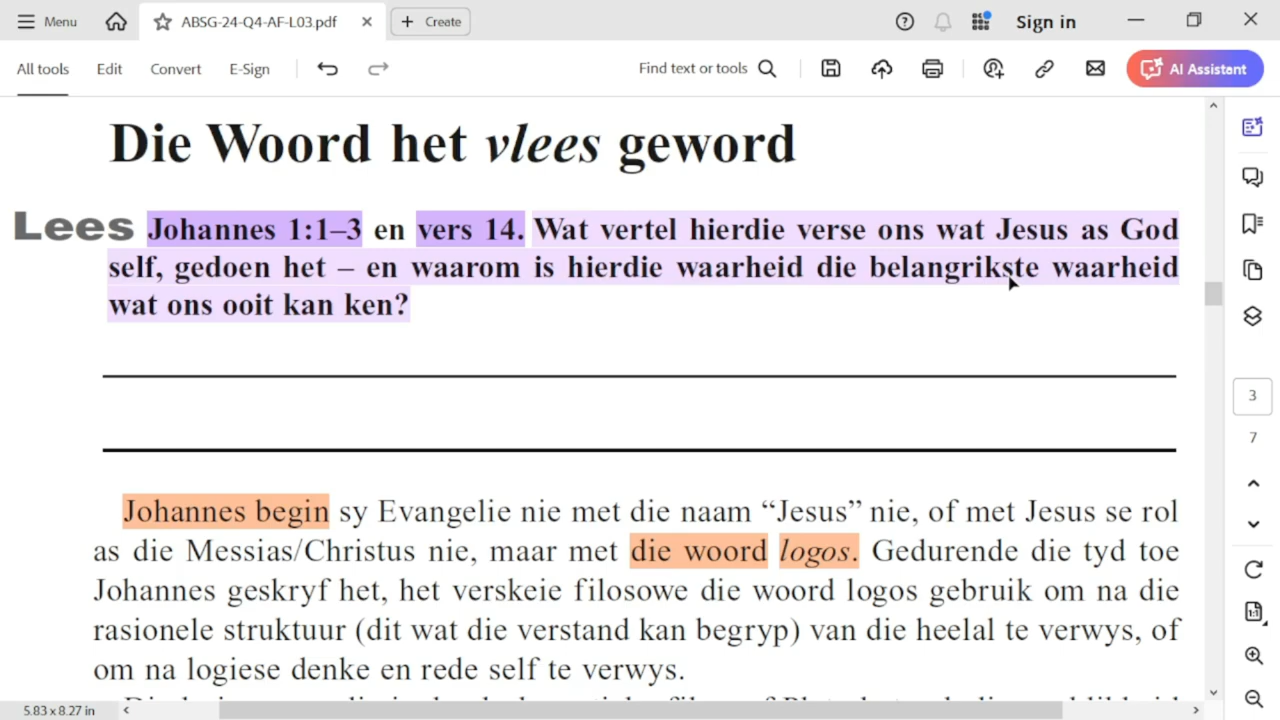 Menu
ABSG-24-Q4-AF-L03.pdf
Create
Sign in
All tools
Edit
Convert
E-Sign
Find text or tools
AI Assistant
Die Woord het vlees geword
Lees Johannes 1:1–3 en vers 14. Wat vertel hierdie verse ons wat Jesus as God
self, gedoen het – en waarom is hierdie waarheid die belangrikste waarheid
wat ons ooit kan ken?
Johannes begin sy Evangelie nie met die naam “Jesus” nie, of met Jesus se rol
as die Messias/Christus nie, maar met die woord logos. Gedurende die tyd toe
Johannes geskryf het, het verskeie filosowe die woord logos gebruik om na die
rasionele struktuur (dit wat die verstand kan begryp) van die heelal te verwys, of
om na logiese denke en rede self te verwys.
3
7
5.83 x 8.27 in